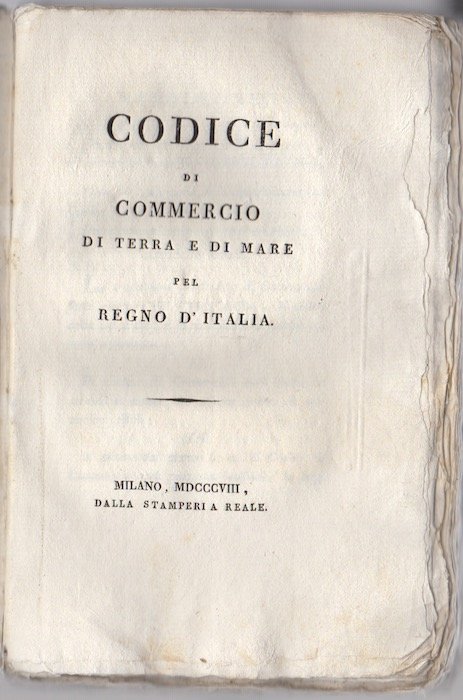 CODICE
DI
COMMERCIO
DI TERRA E DI MARE
PEL
REGNO D'ITALIA.
MILANO, MDCCCVIII,
DALLA STAMPERIA REALE.